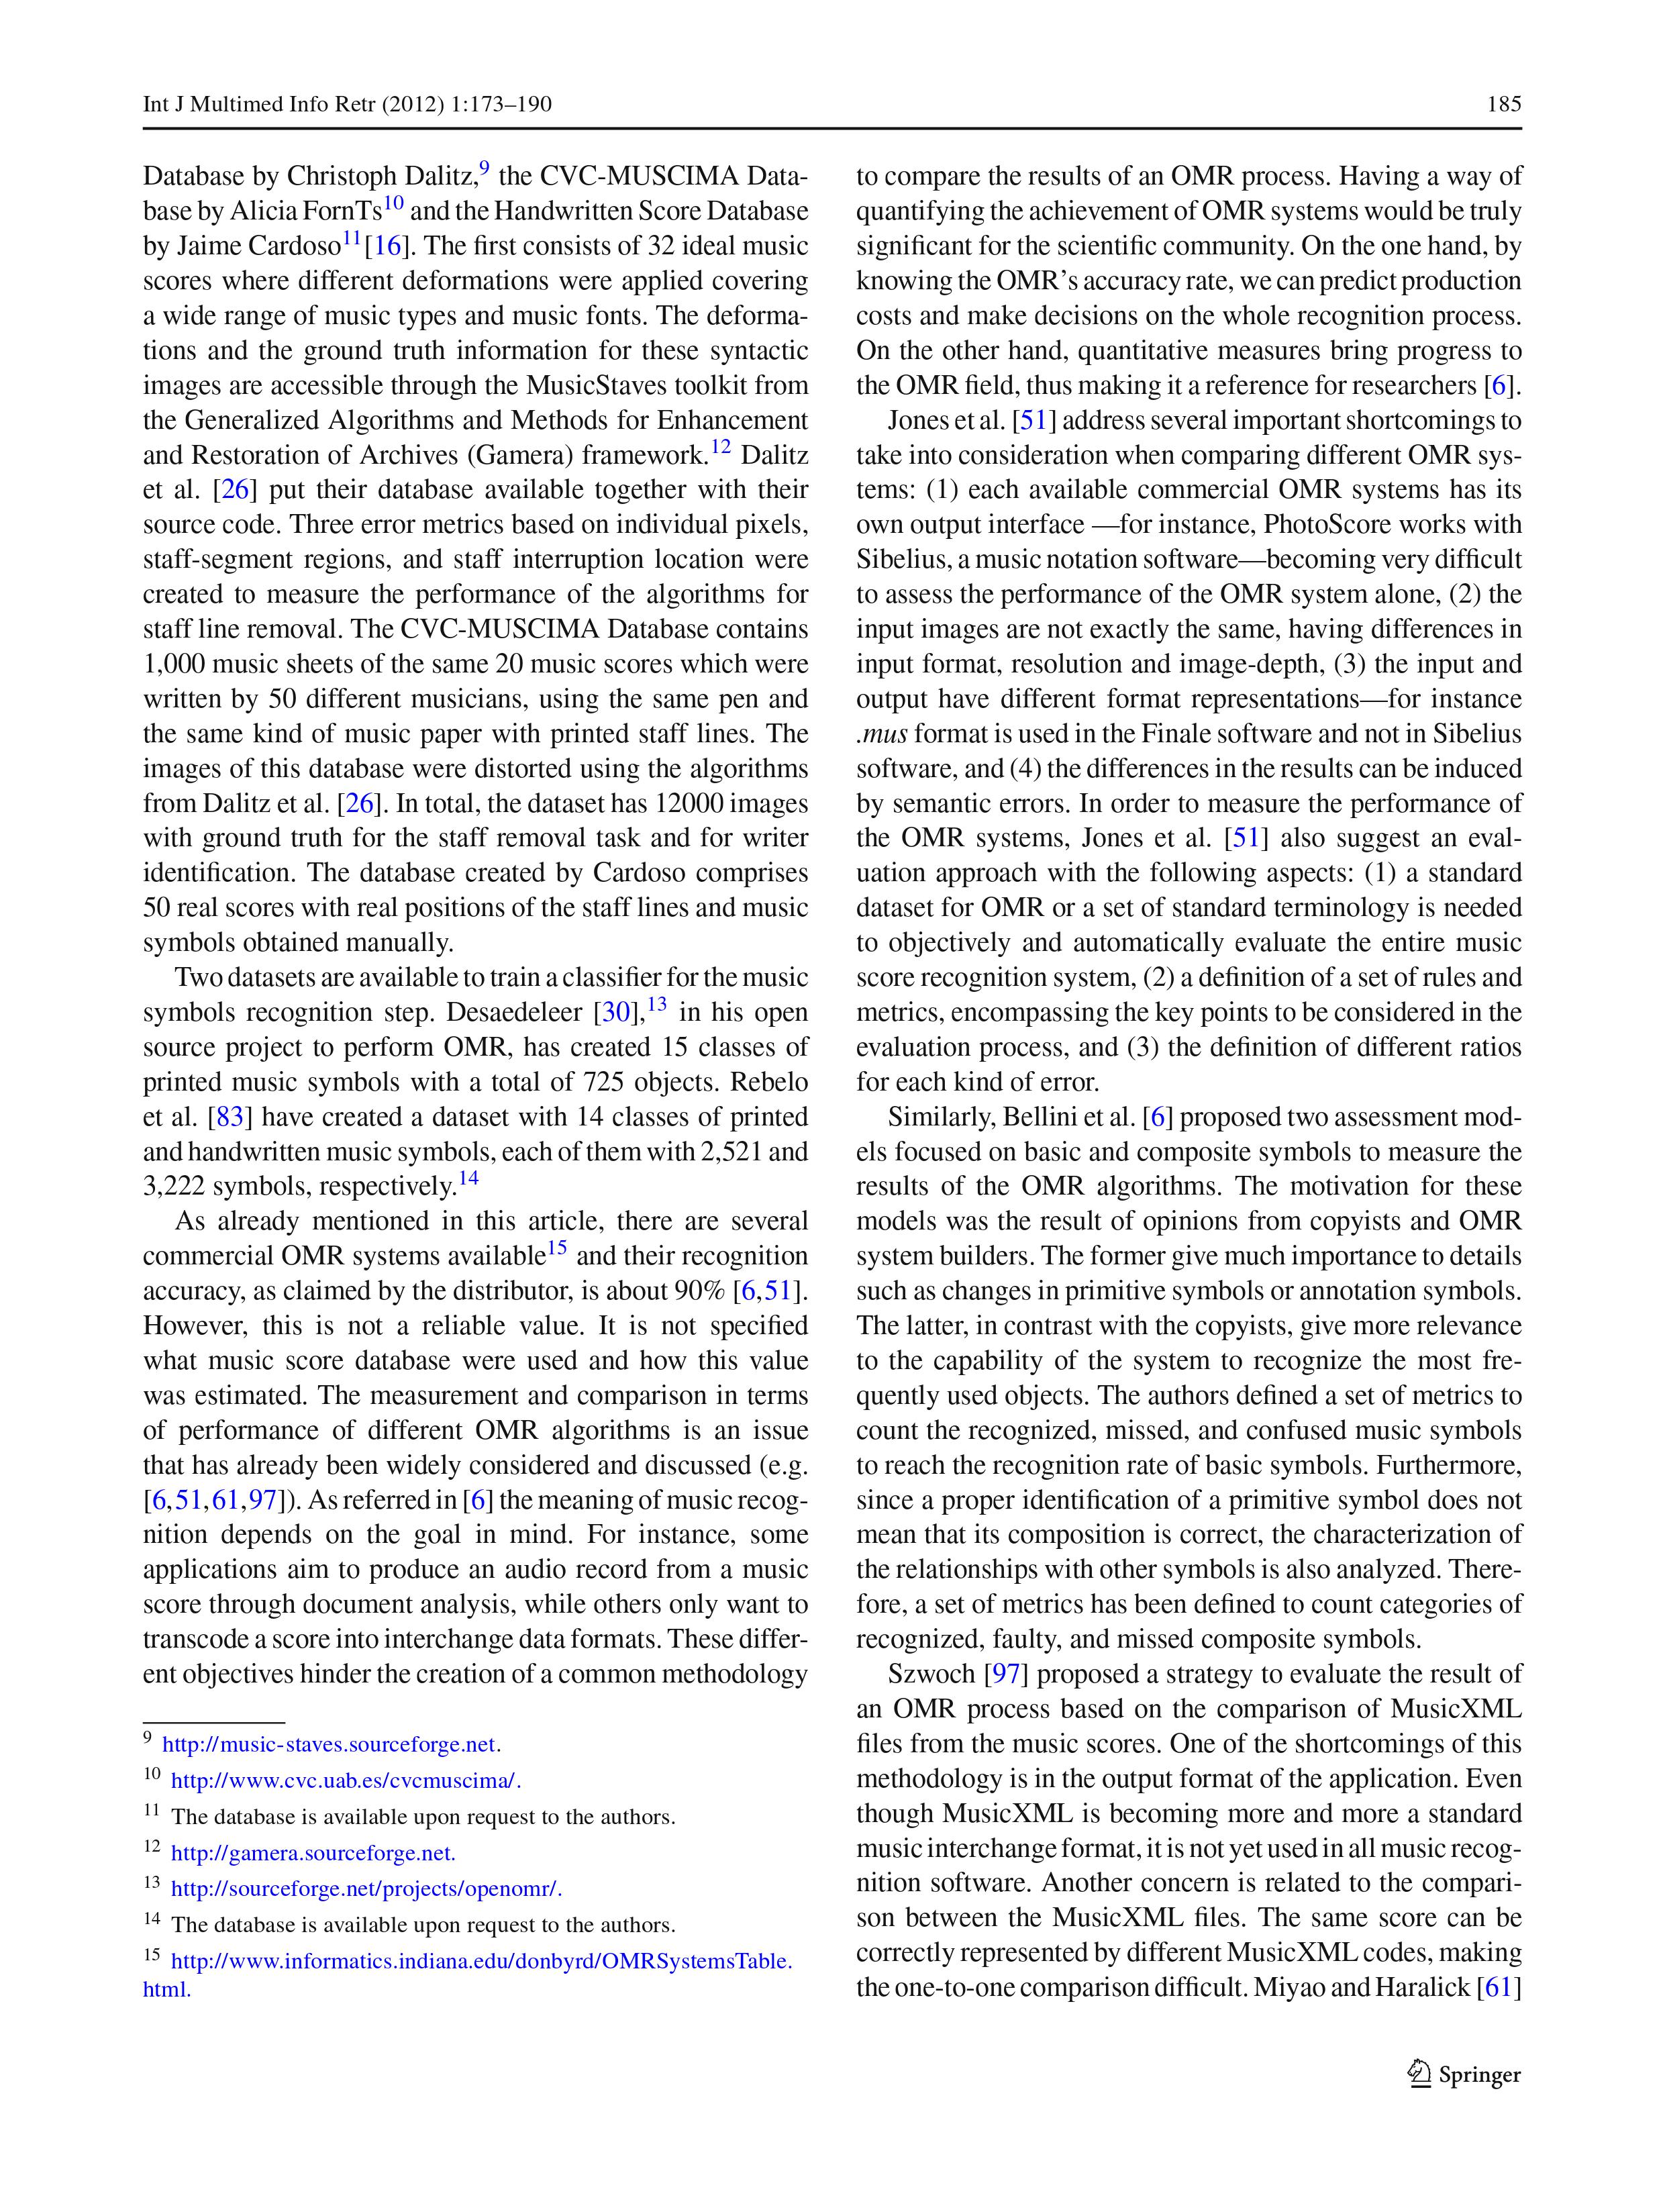 Int J Multimed Info Retr (2012) 1:173–190
185
Database by Christoph Dalitz,9 the CVC-MUSCIMA Data-
base by Alicia FornTs10 and the Handwritten Score Database
by Jaime Cardoso11[16]. The first consists of 32 ideal music
scores where different deformations were applied covering
a wide range of music types and music fonts. The deforma-
tions and the ground truth information for these syntactic
images are accessible through the MusicStaves toolkit from
the Generalized Algorithms and Methods for Enhancement
and Restoration of Archives (Gamera) framework.12 Dalitz
et al. [26] put their database available together with their
source code. Three error metrics based on individual pixels,
staff-segment regions, and staff interruption location were
created to measure the performance of the algorithms for
staff line removal. The CVC-MUSCIMA Database contains
1,000 music sheets of the same 20 music scores which were
written by 50 different musicians, using the same pen and
the same kind of music paper with printed staff lines. The
images of this database were distorted using the algorithms
from Dalitz et al. [26]. In total, the dataset has 12000 images
with ground truth for the staff removal task and for writer
identification. The database created by Cardoso comprises
50 real scores with real positions of the staff lines and music
symbols obtained manually.
Two datasets are available to train a classifier for the music
symbols recognition step. Desaedeleer [30],13 in his open
source project to perform OMR, has created 15 classes of
printed music symbols with a total of 725 objects. Rebelo
et al. [83] have created a dataset with 14 classes of printed
and handwritten music symbols, each of them with 2,521 and
3,222 symbols, respectively.14
As already mentioned in this article, there are several
commercial OMR systems available15 and their recognition
accuracy, as claimed by the distributor, is about 90% [6,51].
However, this is not a reliable value. It is not specified
what music score database were used and how this value
was estimated. The measurement and comparison in terms
of performance of different OMR algorithms is an issue
that has already been widely considered and discussed (e.g.
[6,51,61,97]). As referred in [6] the meaning of music recog-
nition depends on the goal in mind. For instance, some
applications aim to produce an audio record from a music
score through document analysis, while others only want to
transcode a score into interchange data formats. These differ-
ent objectives hinder the creation of a common methodology
9 http://music-staves.sourceforge.net.
10 http://www.cvc.uab.es/cvcmuscima/.
11 The database is available upon request to the authors.
12 http://gamera.sourceforge.net.
13 http://sourceforge.net/projects/openomr/.
14 The database is available upon request to the authors.
15 http://www.informatics.indiana.edu/donbyrd/OMRSystemsTable.
html.
to compare the results of an OMR process. Having a way of
quantifying the achievement of OMR systems would be truly
significant for the scientific community. On the one hand, by
knowing the OMR's accuracy rate, we can predict production
costs and make decisions on the whole recognition process.
On the other hand, quantitative measures bring progress to
the OMR field, thus making it a reference for researchers [6].
Jones et al. [51] address several important shortcomings to
take into consideration when comparing different OMR sys-
tems: (1) each available commercial OMR systems has its
own output interface —for instance, PhotoScore works with
Sibelius, a music notation software—becoming very difficult
to assess the performance of the OMR system alone, (2) the
input images are not exactly the same, having differences in
input format, resolution and image-depth, (3) the input and
output have different format representations—for instance
.mus format is used in the Finale software and not in Sibelius
software, and (4) the differences in the results can be induced
by semantic errors. In order to measure the performance of
the OMR systems, Jones et al. [51] also suggest an eval-
uation approach with the following aspects: (1) a standard
dataset for OMR or a set of standard terminology is needed
to objectively and automatically evaluate the entire music
score recognition system, (2) a definition of a set of rules and
metrics, encompassing the key points to be considered in the
evaluation process, and (3) the definition of different ratios
for each kind of error.
Similarly, Bellini et al. [6] proposed two assessment mod-
els focused on basic and composite symbols to measure the
results of the OMR algorithms. The motivation for these
models was the result of opinions from copyists and OMR
system builders. The former give much importance to details
such as changes in primitive symbols or annotation symbols.
The latter, in contrast with the copyists, give more relevance
to the capability of the system to recognize the most fre-
quently used objects. The authors defined a set of metrics to
count the recognized, missed, and confused music symbols
to reach the recognition rate of basic symbols. Furthermore,
since a proper identification of a primitive symbol does not
mean that its composition is correct, the characterization of
the relationships with other symbols is also analyzed. There-
fore, a set of metrics has been defined to count categories of
recognized, faulty, and missed composite symbols.
Szwoch [97] proposed a strategy to evaluate the result of
an OMR process based on the comparison of MusicXML
files from the music scores. One of the shortcomings of this
methodology is in the output format of the application. Even
though MusicXML is becoming more and more a standard
music interchange format, it is not yet used in all music recog-
nition software. Another concern is related to the compari-
son between the MusicXML files. The same score can be
correctly represented by different MusicXML codes, making
the one-to-one comparison difficult. Miyao and Haralick [61]
Springer